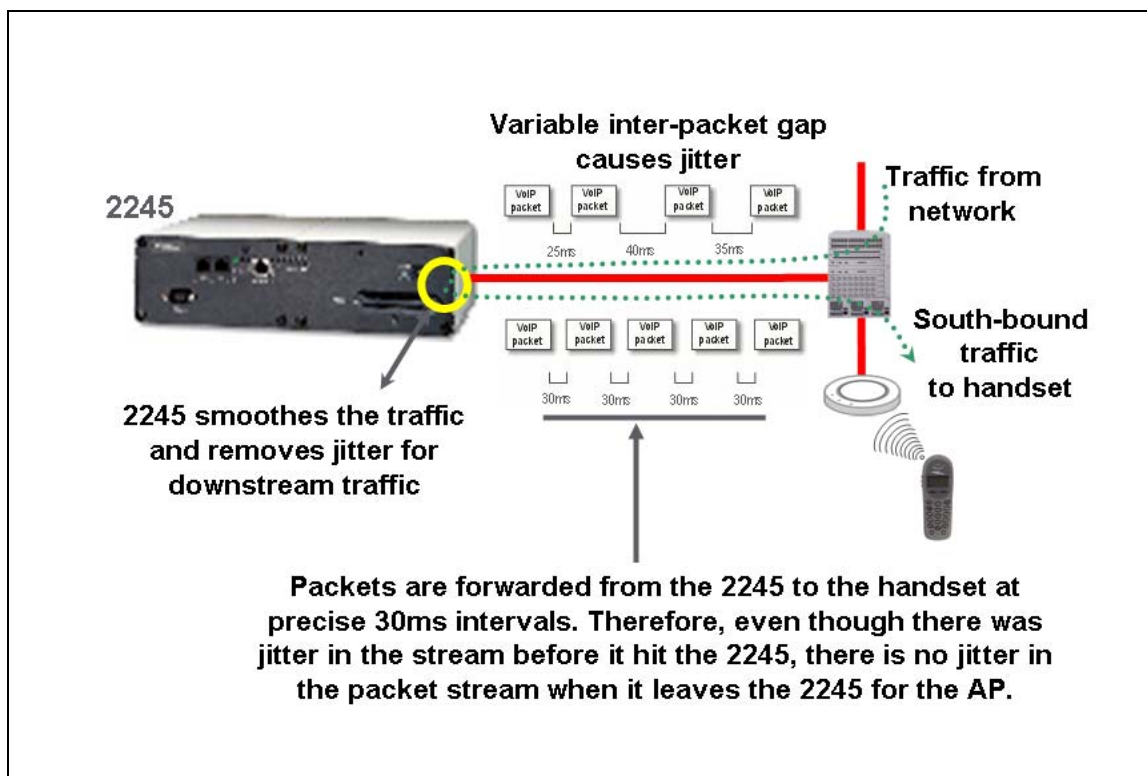 Variable inter-packet gap
causes jitter
2245
VoIP
packet
VoIP
packet
VoIP
packet
VoIP
packet
25ms
40ms
35ms
Traffic from
network
VoIP
packet
VoIP
packet
VoIP
packet
VoIP
packet
VoIP
packet
30ms
30ms
30ms
30ms
South-bound
traffic
to handset
2245 smoothes the traffic
and removes jitter for
downstream traffic
Packets are forwarded from the 2245 to the handset at
precise 30ms intervals. Therefore, even though there was
jitter in the stream before it hit the 2245, there is no jitter in
the packet stream when it leaves the 2245 for the AP.